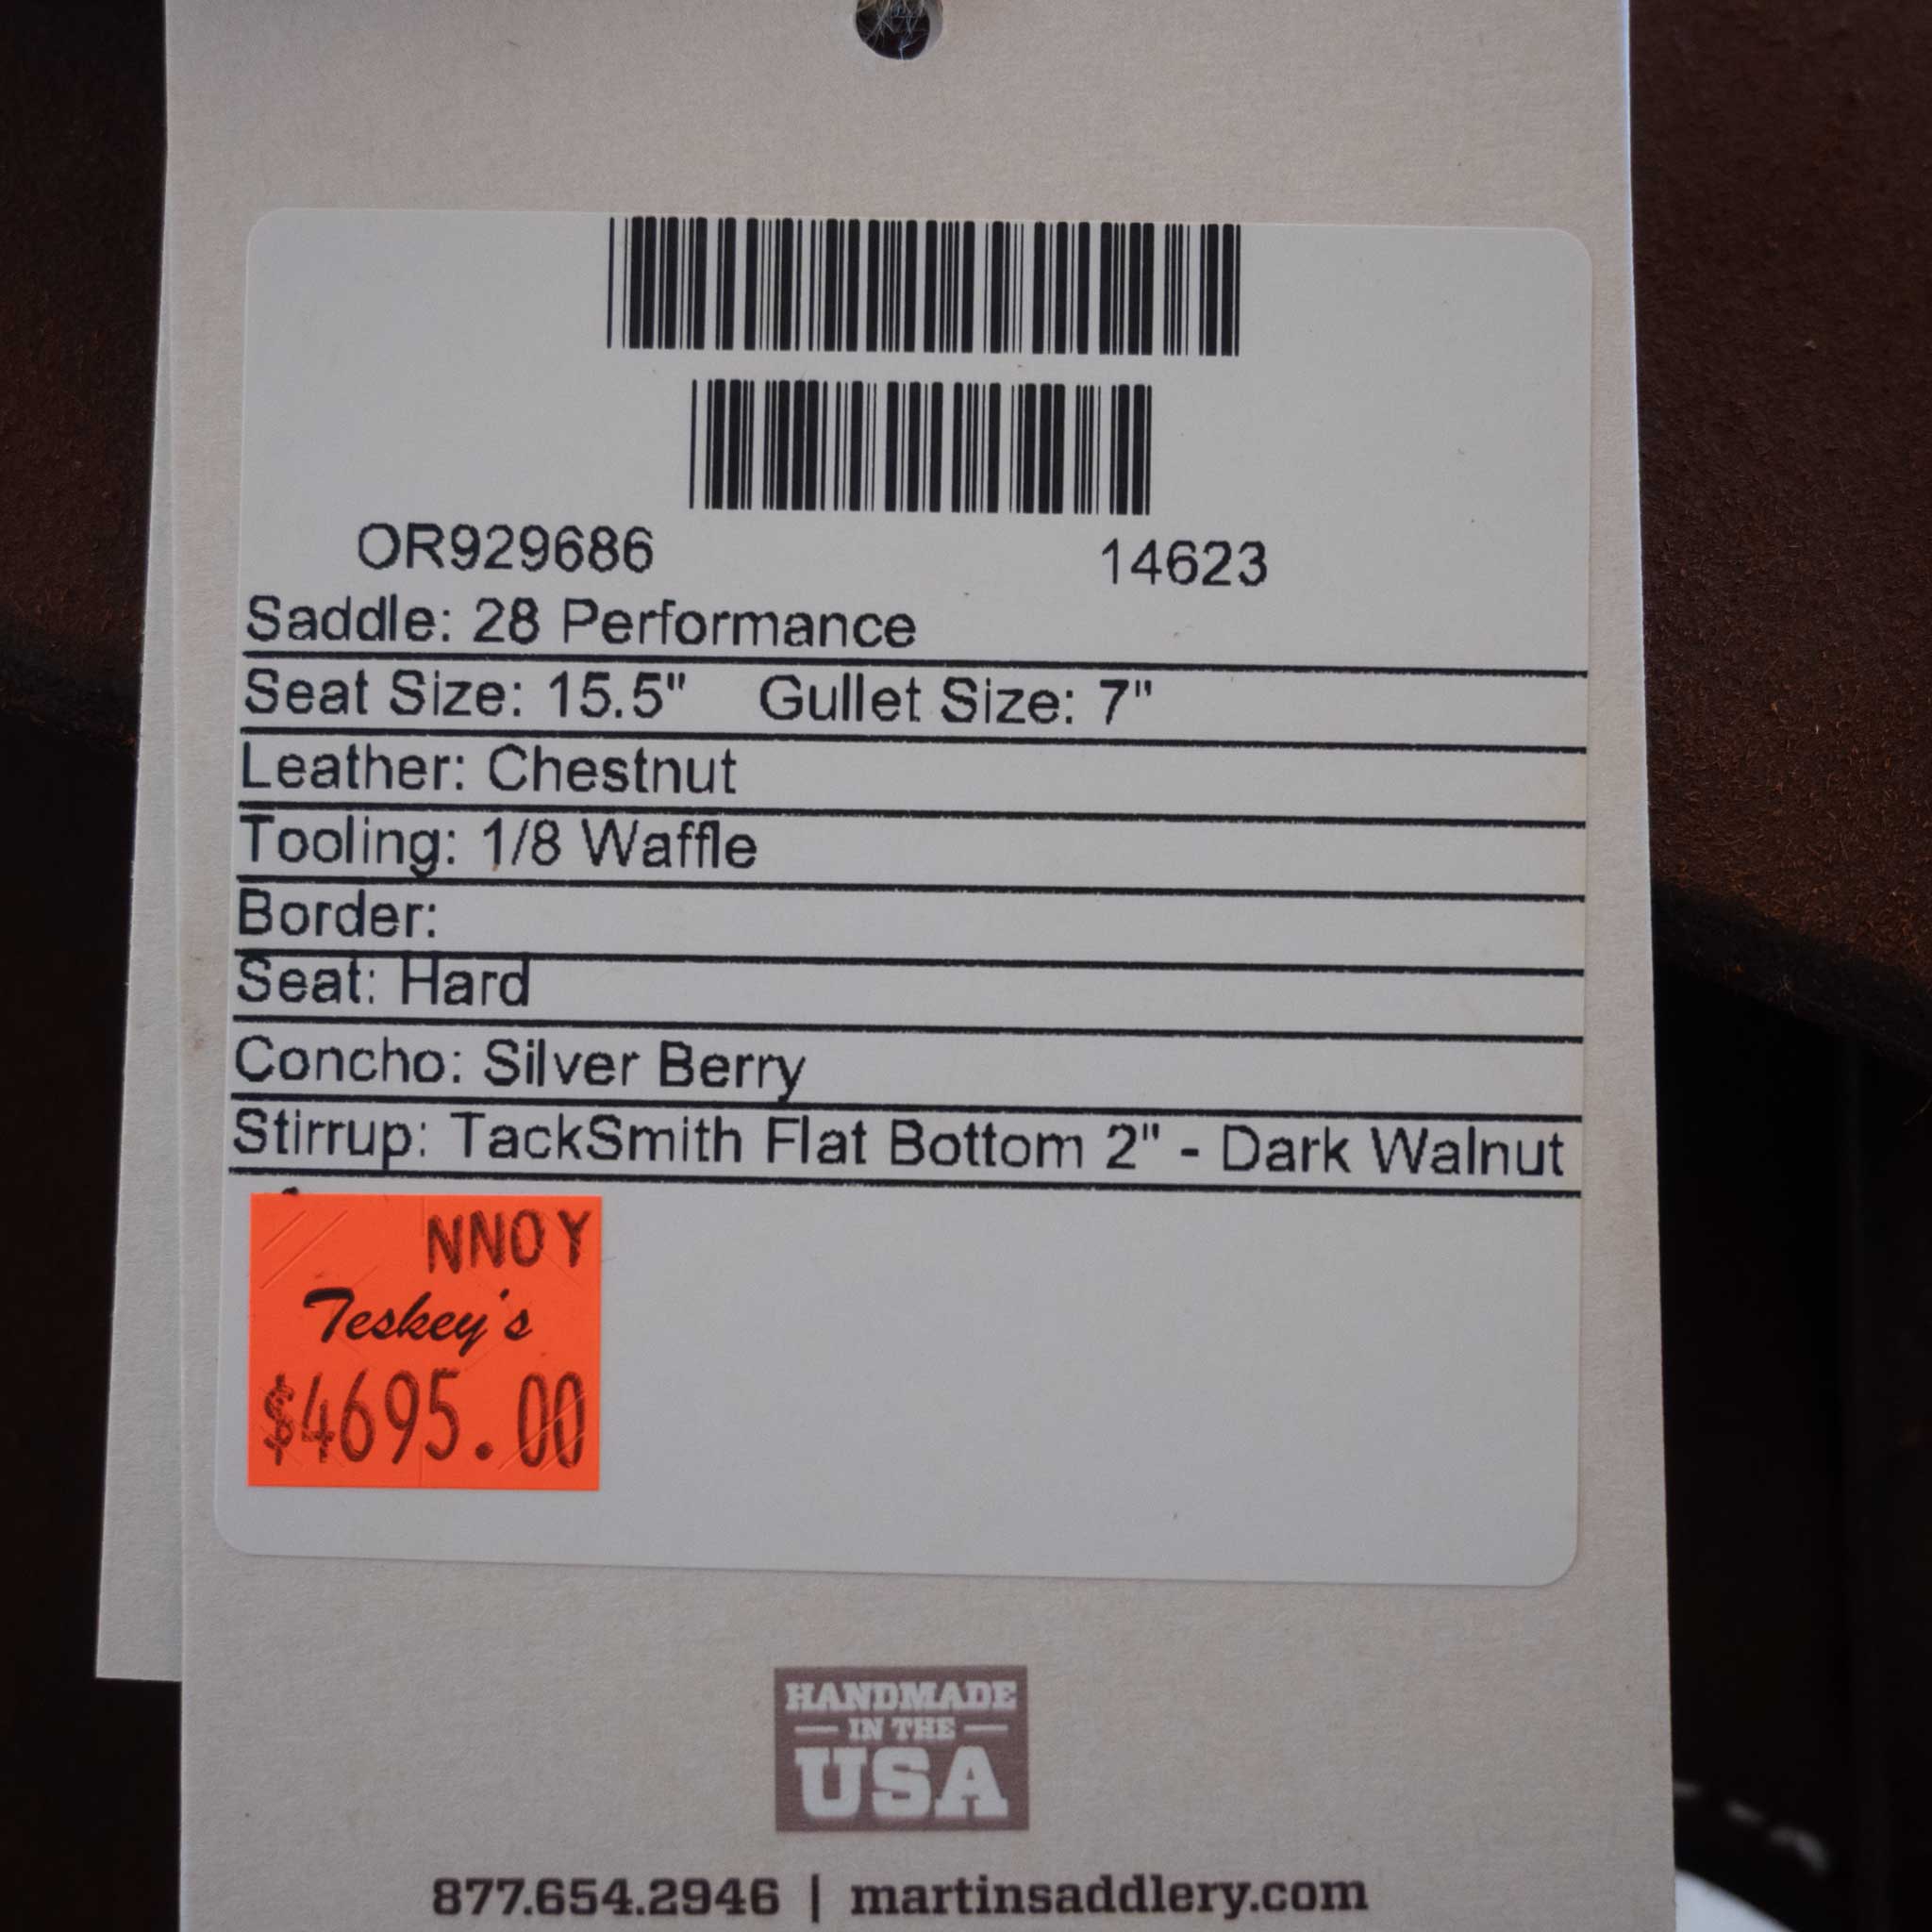 OR929686 14623
Saddle: 28 Performance
Seat Size: 15.5" Gullet Size: 7"
Leather: Chestnut
Tooling: 1/8 Waffle
Border:
Seat: Hard
Concho: Silver Berry
Stirrup: TackSmith Flat Bottom 2" - Dark Walnut
NNOY
Teskey's
$4695.00
HANDMADE
IN THE
USA
877.654.2946 | martinsaddlery.com